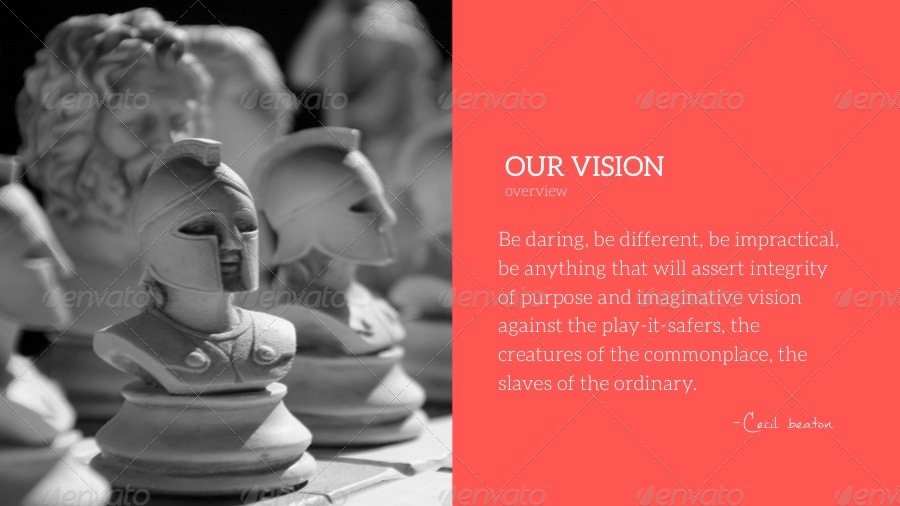 OUR VISION
overview
Be daring, be different, be impractical,
be anything that will assert integrity
of purpose and imaginative vision
against the play-it-safers, the
creatures of the commonplace, the
slaves of the ordinary.
-Cecil beaton
envato envato envato envato envato
envato envato envato envato envato
envato envato envato envato envato